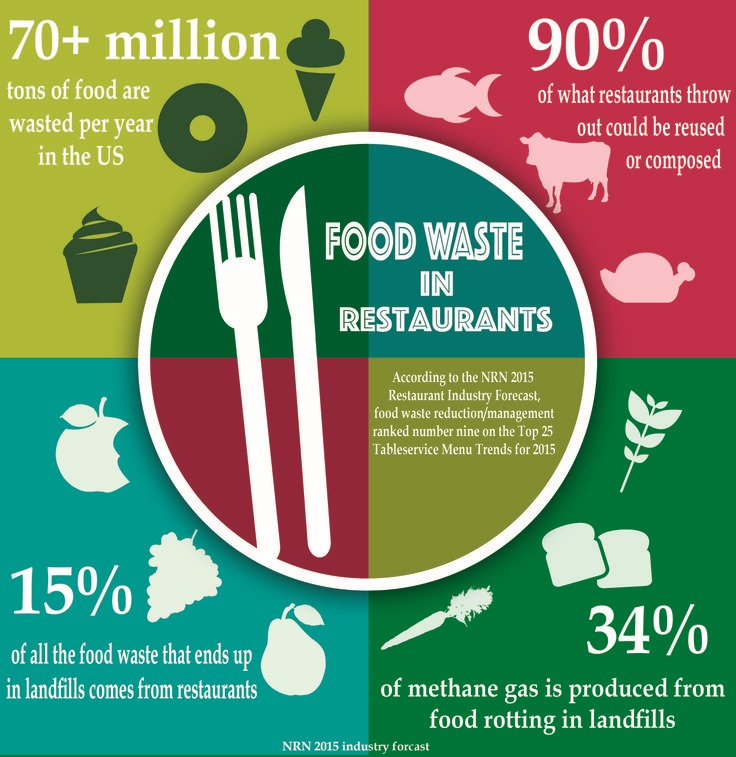 70+ million
tons of food are
wasted per year
in the US
90%
of what restaurants throw
out could be reused
or composed
FOOD WASTE
IN
RESTAURANTS
According to the NRN 2015
Restaurant Industry Forecast,
food waste reduction/management
ranked number nine on the Top 25
Tableservice Menu Trends for 2015
15%
of all the food waste that ends up
in landfills comes from restaurants
34%
of methane gas is produced from
food rotting in landfills
NRN 2015 industry forcast